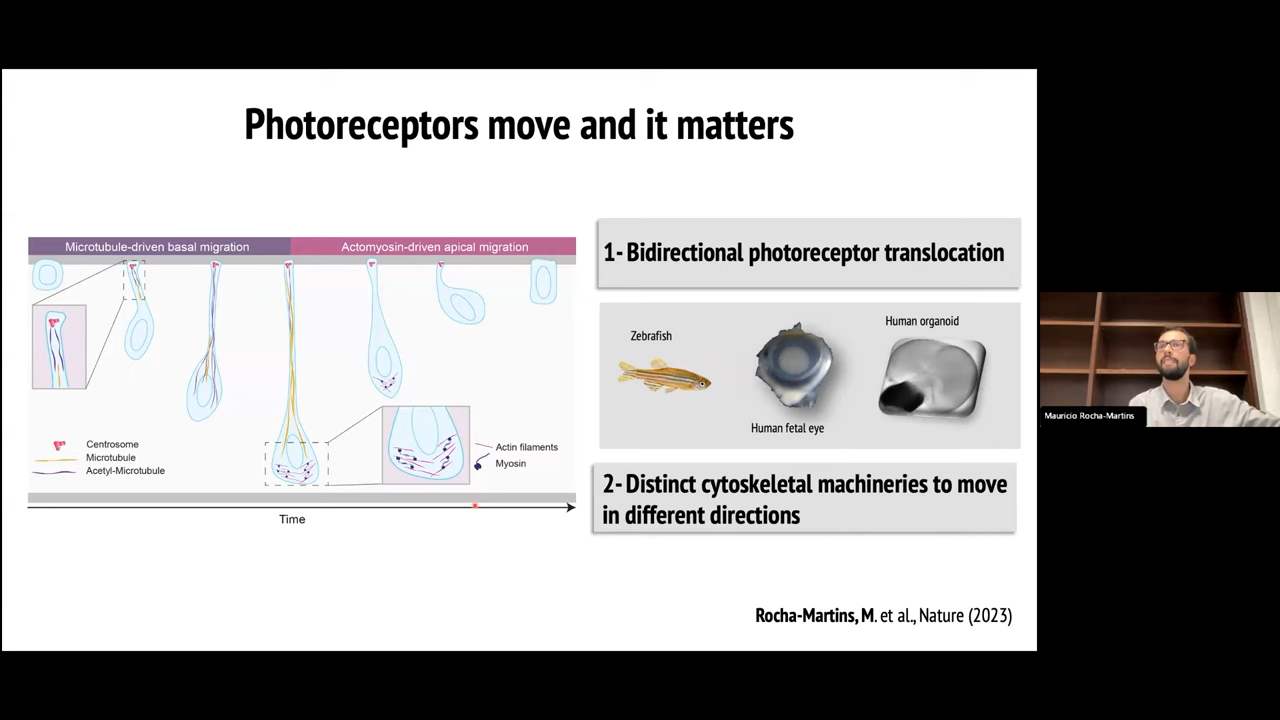 Photoreceptors move and it matters
Microtubule-driven basal migration
Actomyosin-driven apical migration
Centrosome
Microtubule
Acetyl-Microtubule
Actin filaments
Myosin
Time
1- Bidirectional photoreceptor translocation
Zebrafish
Human fetal eye
Human organoid
2- Distinct cytoskeletal machineries to move
in different directions
Rocha-Martins, M. et al., Nature (2023)
Mauricio Rocha-Martins